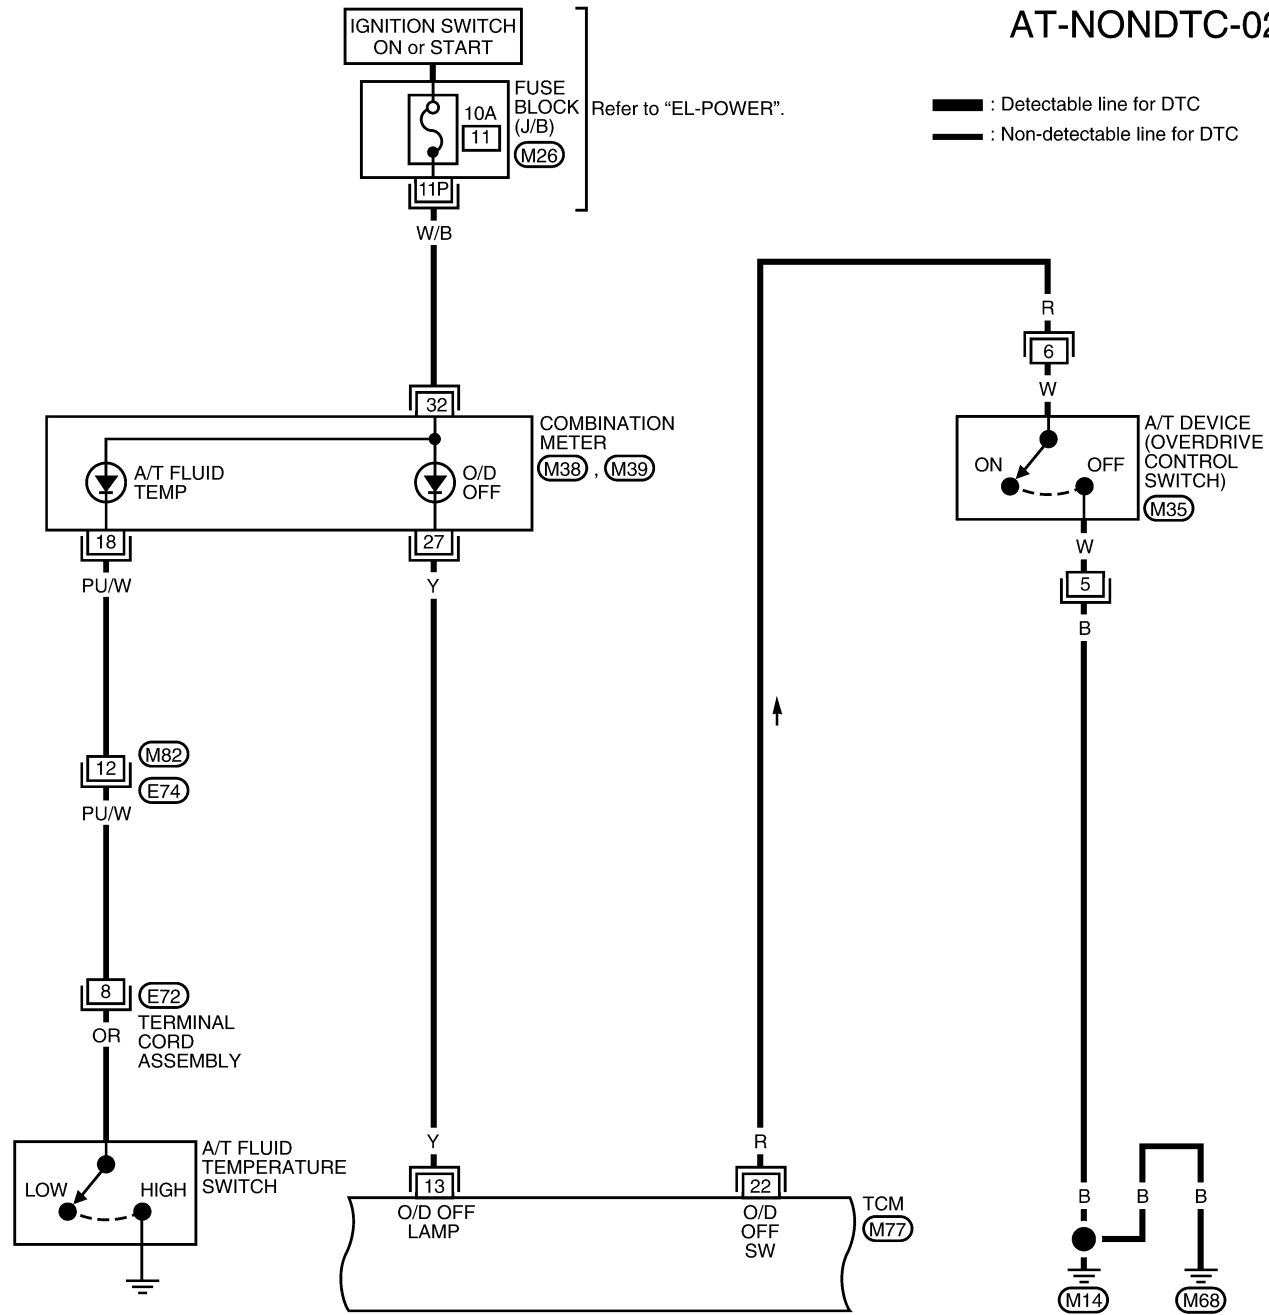 AT-NONDTC-02
IGNITION SWITCH
ON or START
FUSE
BLOCK
(J/B)
M26
10A
11
Refer to “EL-POWER”.
: Detectable line for DTC
: Non-detectable line for DTC
11P
W/B
R
6
W
32
COMBINATION
METER
M38 , M39
A/T FLUID
TEMP
O/D
OFF
A/T DEVICE
(OVERDRIVE
CONTROL
SWITCH)
M35
ON
OFF
18
27
W
PU/W
Y
5
B
12
M82
E74
PU/W
8
E72
TERMINAL
CORD
ASSEMBLY
OR
A/T FLUID
TEMPERATURE
SWITCH
LOW
HIGH
Y
R
13
22
O/D OFF
LAMP
O/D
OFF
SW
TCM
M77
B
B
B
M14
M68